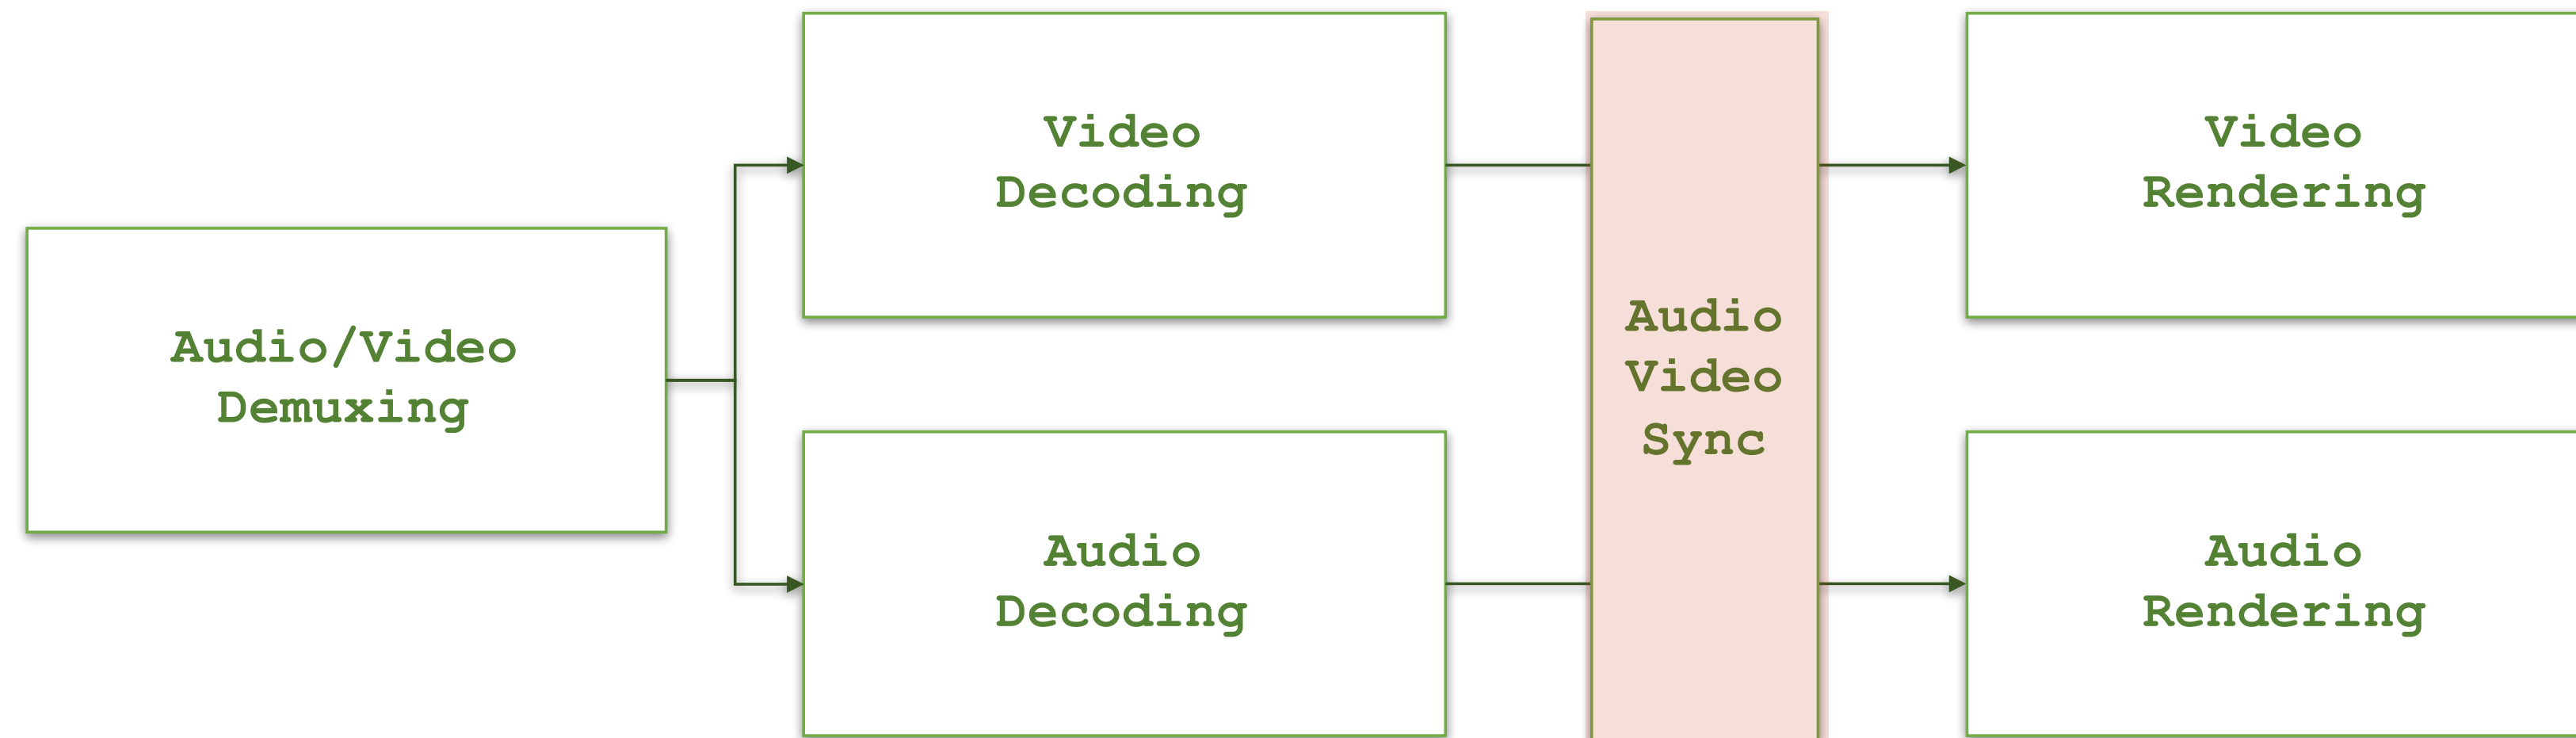 Audio/Video
Demuxing
Video
Decoding
Audio
Decoding
Audio
Video
Sync
Video
Rendering
Audio
Rendering